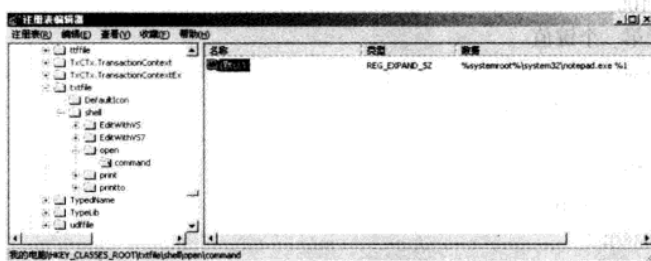 注册表编辑器
注册表(R) 编辑(E) 查看(V) 收藏(F) 帮助(H)
名称 类型 数据
ttffile
TxCTx.TransactionContext
TxCTx.TransactionContextEx
txtfile
DefaultIcon
shell
EditWithVS
EditWithVS7
open
command
print
printto
TypedName
TypeLib
udffile
REG_EXPAND_SZ %systemroot%\system32\notepad.exe %1
我的电脑\HKEY_CLASSES_ROOT\txtfile\shell\open\command